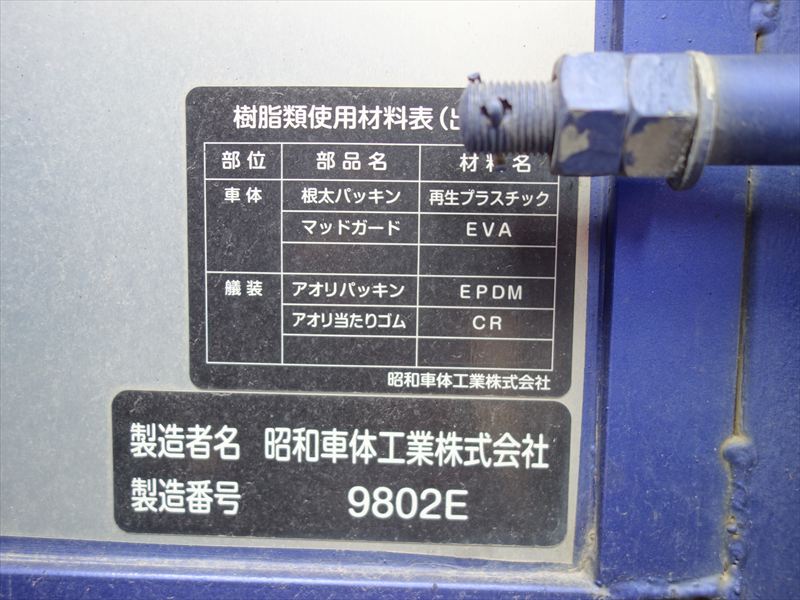 樹脂類使用材料表(出
部位 部品名 材料名
車体 根太パッキン 再生プラスチック
マッドガード EVA
艤装 アオリパッキン EPDM
アオリ当たりゴム CR
昭和車体工業株式会社
製造者名 昭和車体工業株式会社
製造番号 9802E